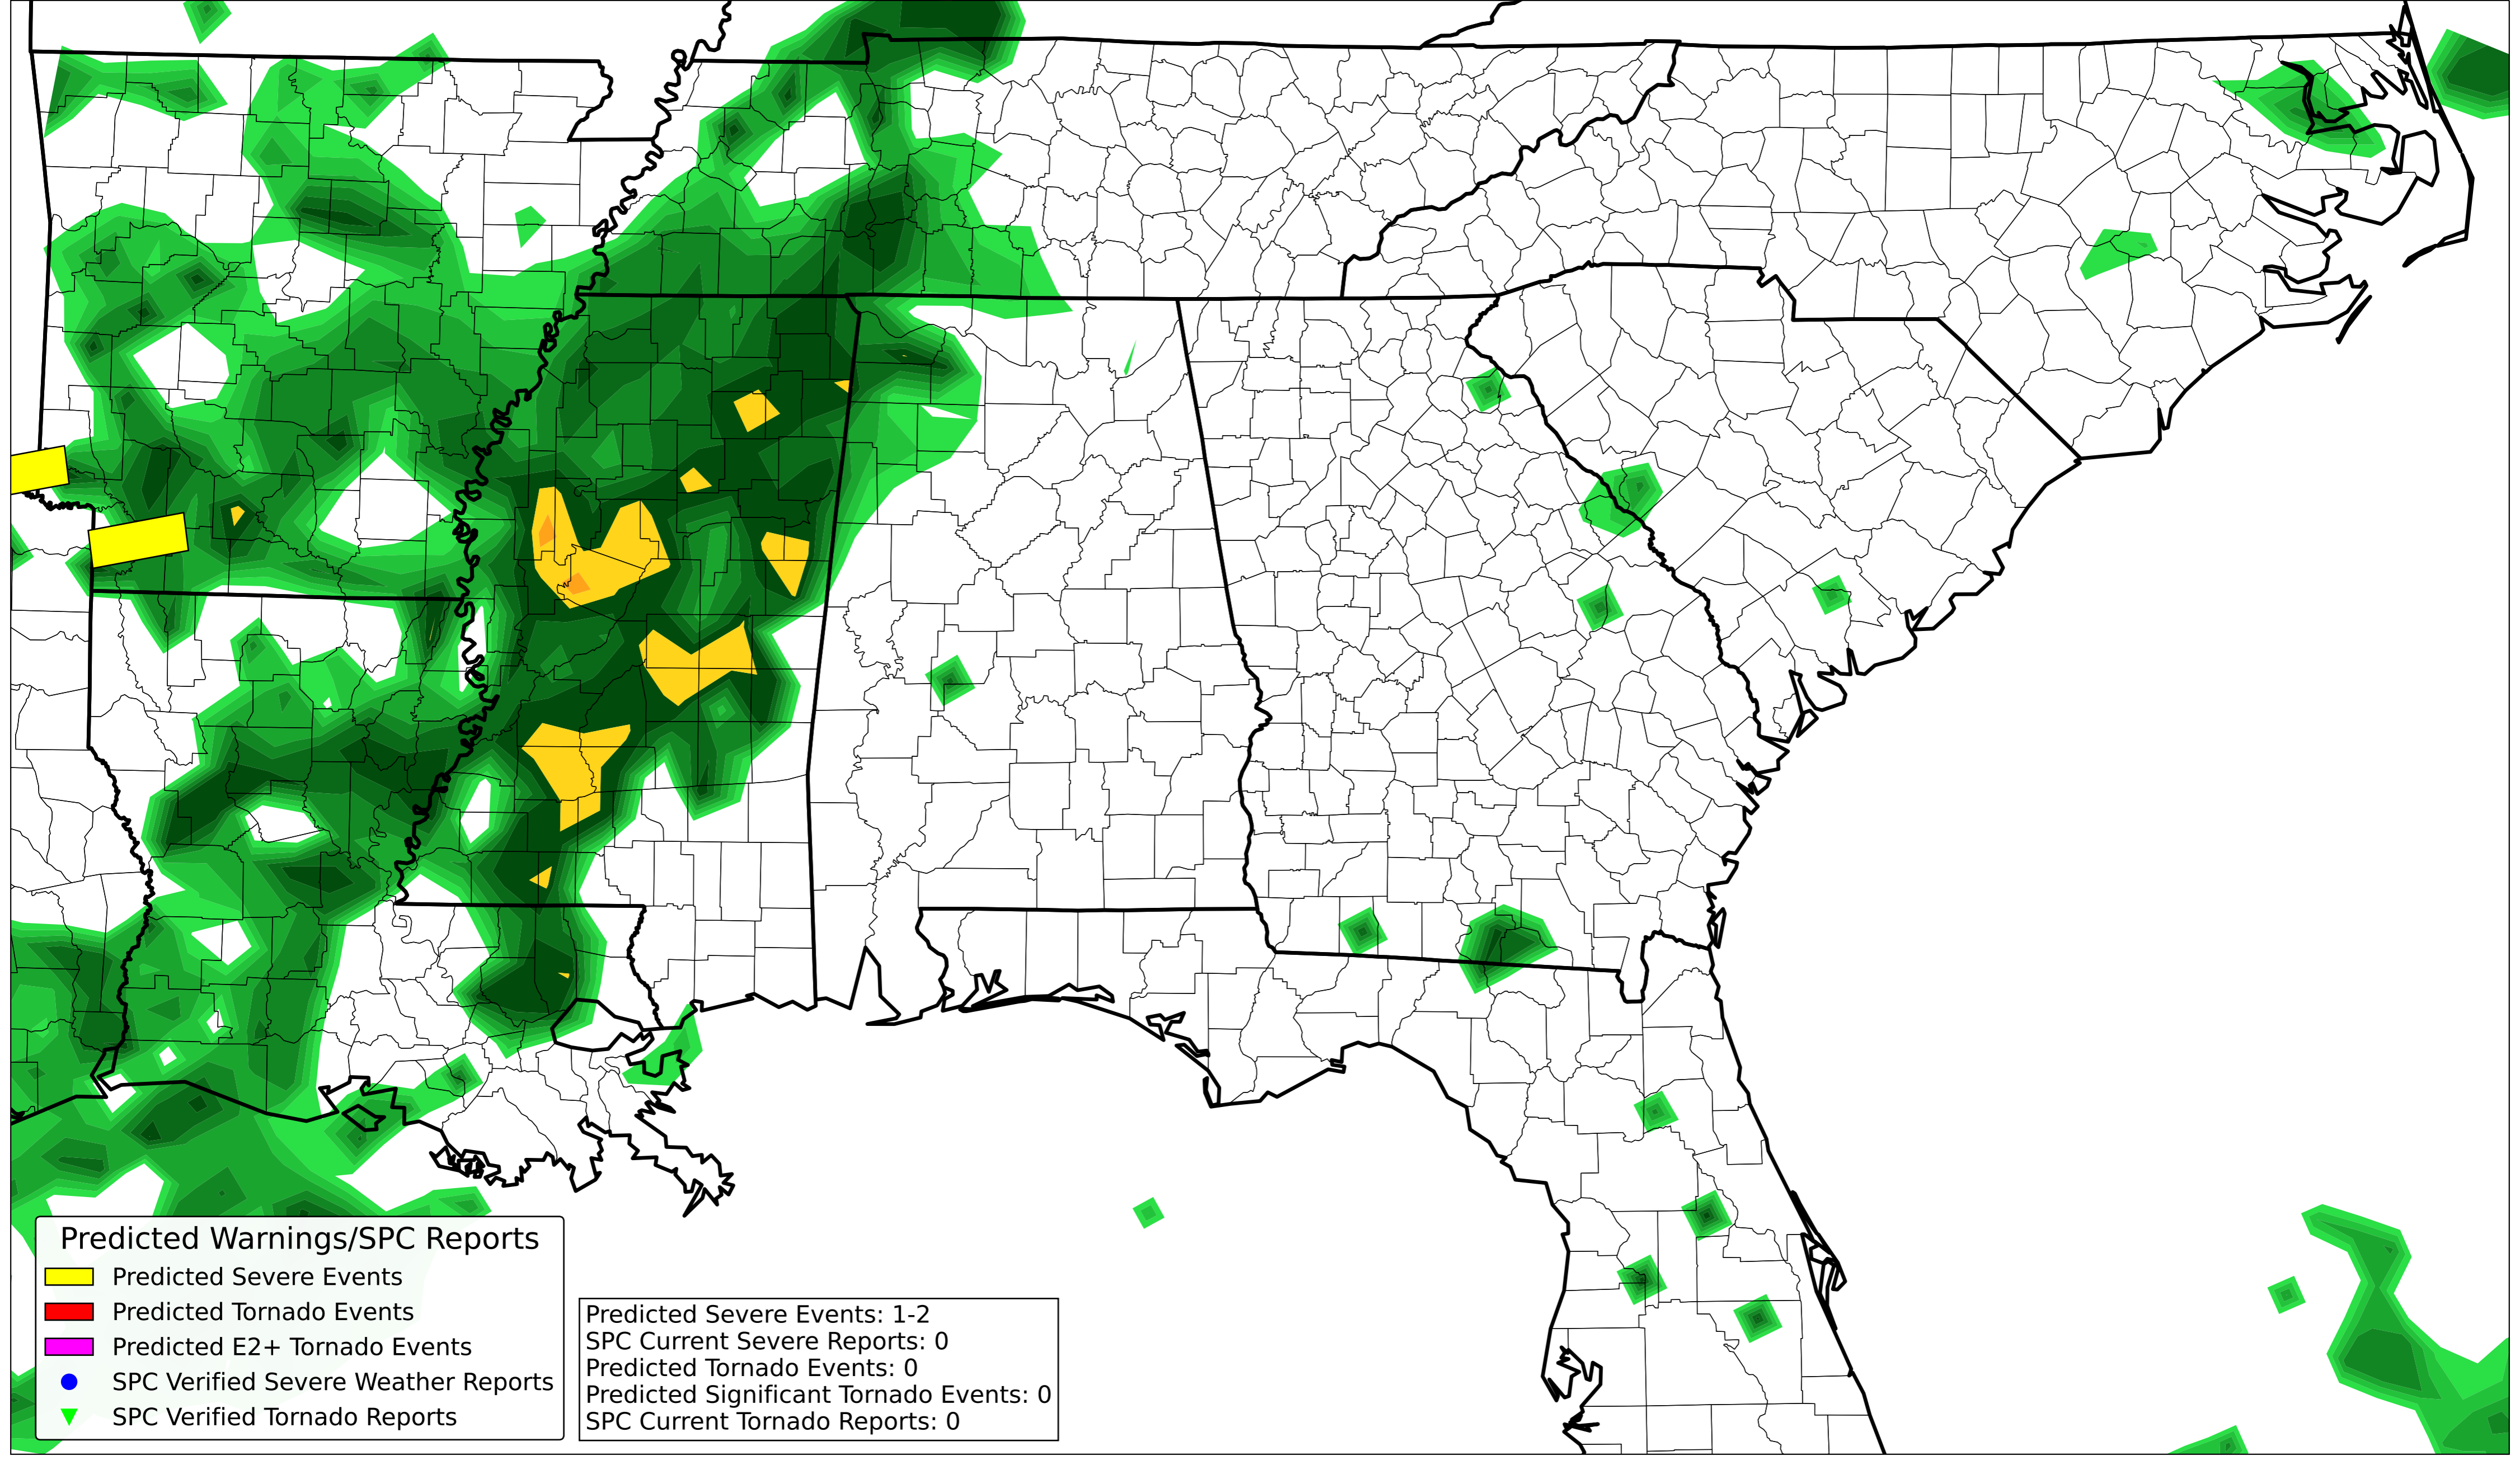 Predicted Warnings/SPC Reports
Predicted Severe Events
Predicted Tornado Events
Predicted E2+ Tornado Events
SPC Verified Severe Weather Reports
SPC Verified Tornado Reports
Predicted Severe Events: 1-2
SPC Current Severe Reports: 0
Predicted Tornado Events: 0
Predicted Significant Tornado Events: 0
SPC Current Tornado Reports: 0